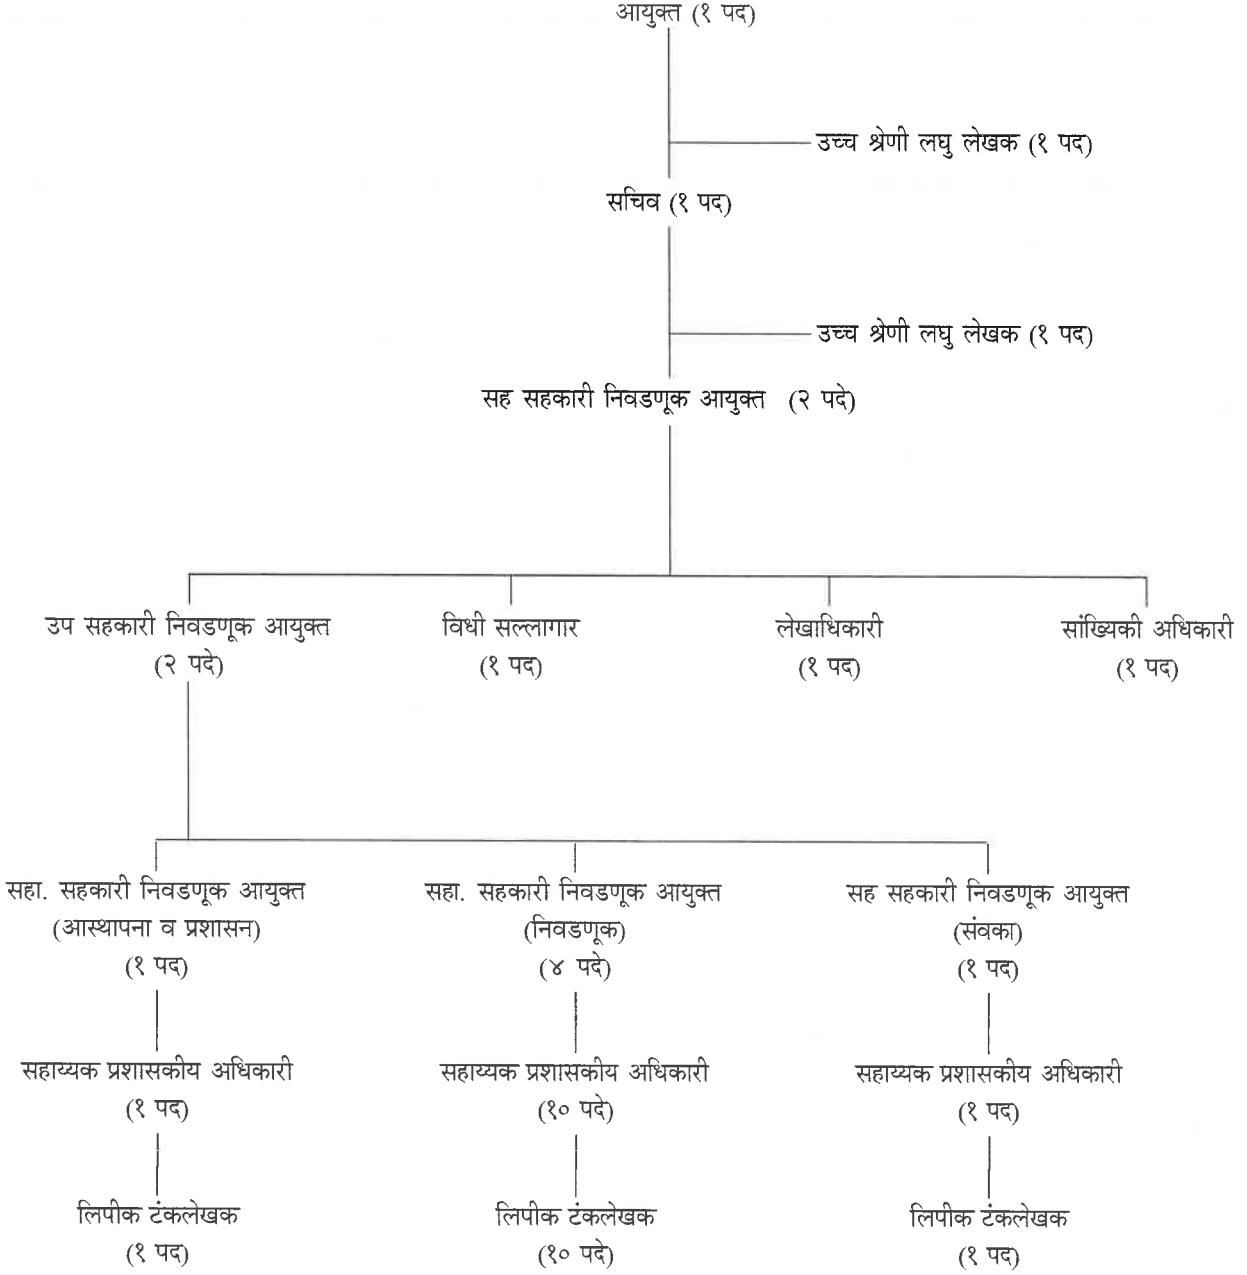 आयुक्त (१ पद)
उच्च श्रेणी लघु लेखक (१ पद)
सचिव (१ पद)
उच्च श्रेणी लघु लेखक (१ पद)
सह सहकारी निवडणूक आयुक्त (२ पदे)
उप सहकारी निवडणूक आयुक्त
(२ पदे)
विधी सल्लागार
(१ पद)
लेखाधिकारी
(१ पद)
सांख्यिकी अधिकारी
(१ पद)
सहा. सहकारी निवडणूक आयुक्त
(आस्थापना व प्रशासन)
(१ पद)
सहाय्यक प्रशासकीय अधिकारी
(१ पद)
लिपीक टंकलेखक
(१ पद)
सहा. सहकारी निवडणूक आयुक्त
(निवडणूक)
(४ पदे)
सहाय्यक प्रशासकीय अधिकारी
(१० पदे)
लिपीक टंकलेखक
(१० पदे)
सह सहकारी निवडणूक आयुक्त
(संवका)
(१ पद)
सहाय्यक प्रशासकीय अधिकारी
(१ पद)
लिपीक टंकलेखक
(१ पद)